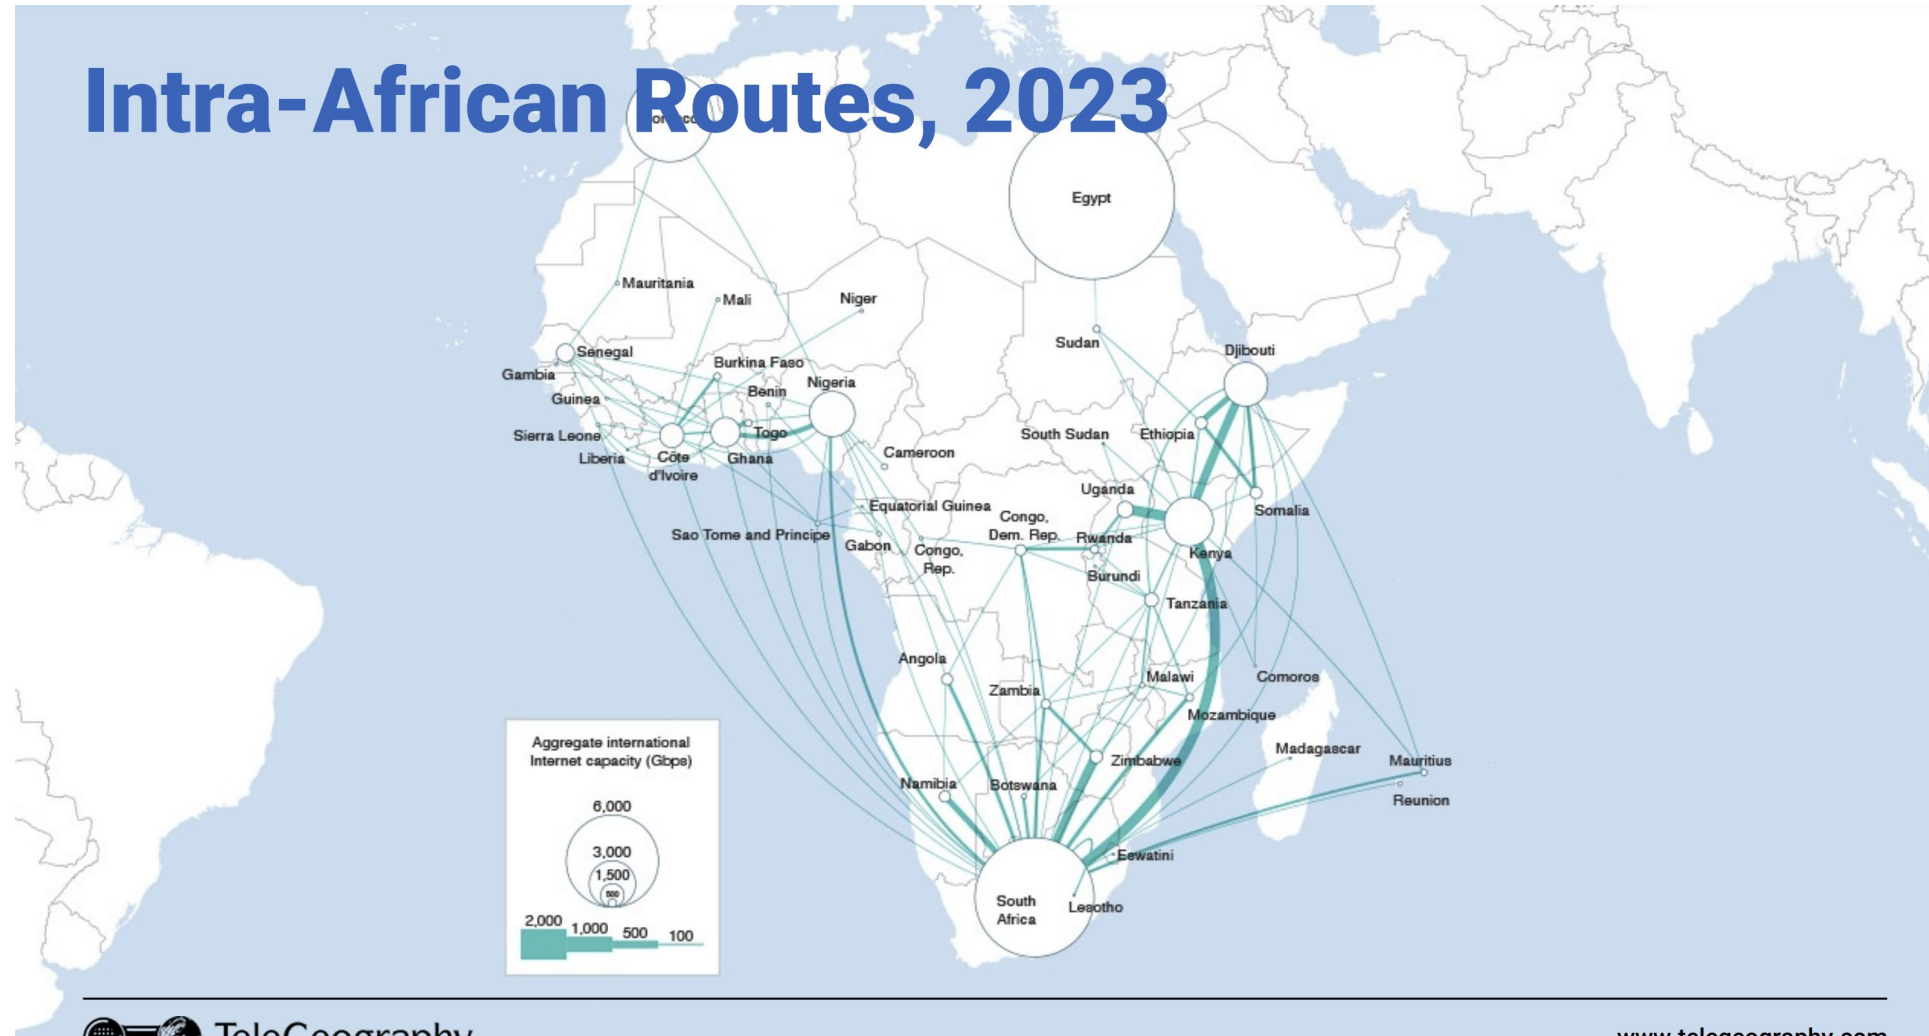 Intra-African Routes, 2023
Egypt
Mauritania
Mali
Niger
Sudan
Djibouti
Senegal
Burkina Faso
Gambia
Benin
Nigeria
Guinea
Sierra Leone
Togo
South Sudan
Ethiopia
Liberia
Côte
d'Ivoire
Ghana
Cameroon
Uganda
Equatorial Guinea
Somalia
Congo,
Dem. Rep.
Sao Tome and Principe
Gabon
Congo,
Rep.
Rwanda
Kenya
Burundi
Tanzania
Angola
Malawi
Comoros
Zambia
Mozambique
Madagascar
Zimbabwe
Mauritius
Namibia
Botswana
Reunion
Eswatini
South
Africa
Lesotho
Aggregate international
Internet capacity (Gbps)
6,000
3,000
1,500
500
2,000
1,000
500
100
TeleGeography
www.telegeography.com